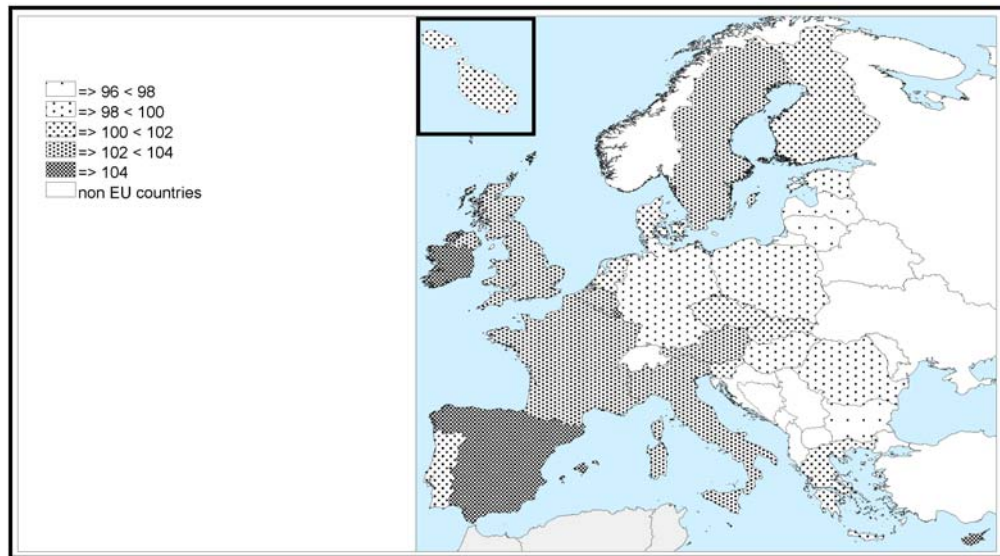 => 96 < 98
=> 98 < 100
=> 100 < 102
=> 102 < 104
=> 104
non EU countries